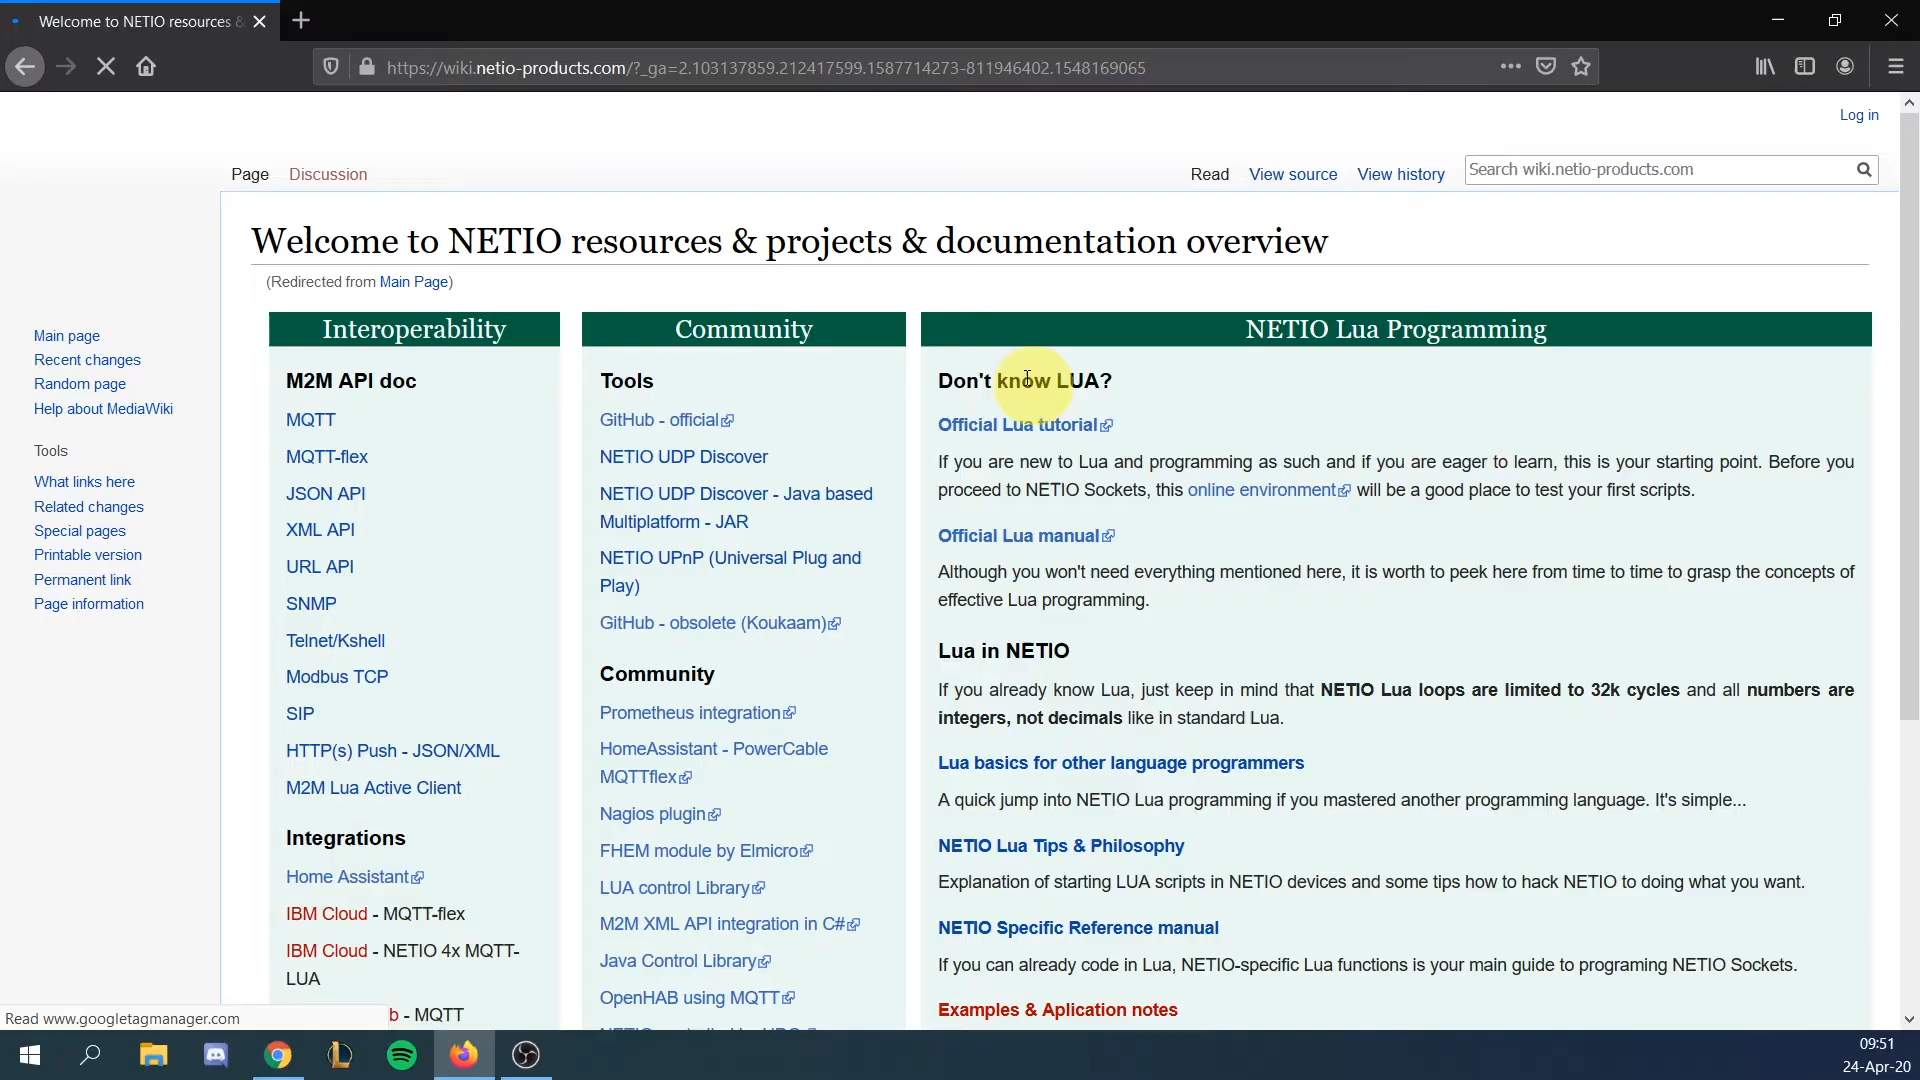 Welcome to NETIO resources &
https://wiki.netio-products.com/?_ga=2.103137859.212417599.1587714273-811946402.1548169065
Log in
Page Discussion Read View source View history Search wiki.netio-products.com
Welcome to NETIO resources & projects & documentation overview
(Redirected from Main Page)
Main page
Recent changes
Random page
Help about MediaWiki
Tools
What links here
Related changes
Special pages
Printable version
Permanent link
Page information
Interoperability
M2M API doc
MQTT
MQTT-flex
JSON API
XML API
URL API
SNMP
Telnet/Kshell
Modbus TCP
SIP
HTTP(s) Push - JSON/XML
M2M Lua Active Client
Integrations
Home Assistant
IBM Cloud - MQTT-flex
IBM Cloud - NETIO 4x MQTT-
LUA
b - MQTT
Community
Tools
GitHub - official
NETIO UDP Discover
NETIO UDP Discover - Java based
Multiplatform - JAR
NETIO UPnP (Universal Plug and
Play)
GitHub - obsolete (Koukaam)
Community
Prometheus integration
HomeAssistant - PowerCable
MQTTflex
Nagios plugin
FHEM module by Elmicro
LUA control Library
M2M XML API integration in C#
Java Control Library
OpenHAB using MQTT
NETIO Lua Programming
Don't know LUA?
Official Lua tutorial
If you are new to Lua and programming as such and if you are eager to learn, this is your starting point. Before you
proceed to NETIO Sockets, this online environment will be a good place to test your first scripts.
Official Lua manual
Although you won't need everything mentioned here, it is worth to peek here from time to time to grasp the concepts of
effective Lua programming.
Lua in NETIO
If you already know Lua, just keep in mind that NETIO Lua loops are limited to 32k cycles and all numbers are
integers, not decimals like in standard Lua.
Lua basics for other language programmers
A quick jump into NETIO Lua programming if you mastered another programming language. It's simple...
NETIO Lua Tips & Philosophy
Explanation of starting LUA scripts in NETIO devices and some tips how to hack NETIO to doing what you want.
NETIO Specific Reference manual
If you can already code in Lua, NETIO-specific Lua functions is your main guide to programing NETIO Sockets.
Examples & Aplication notes
Read www.googletagmanager.com
09:51
24-Apr-20